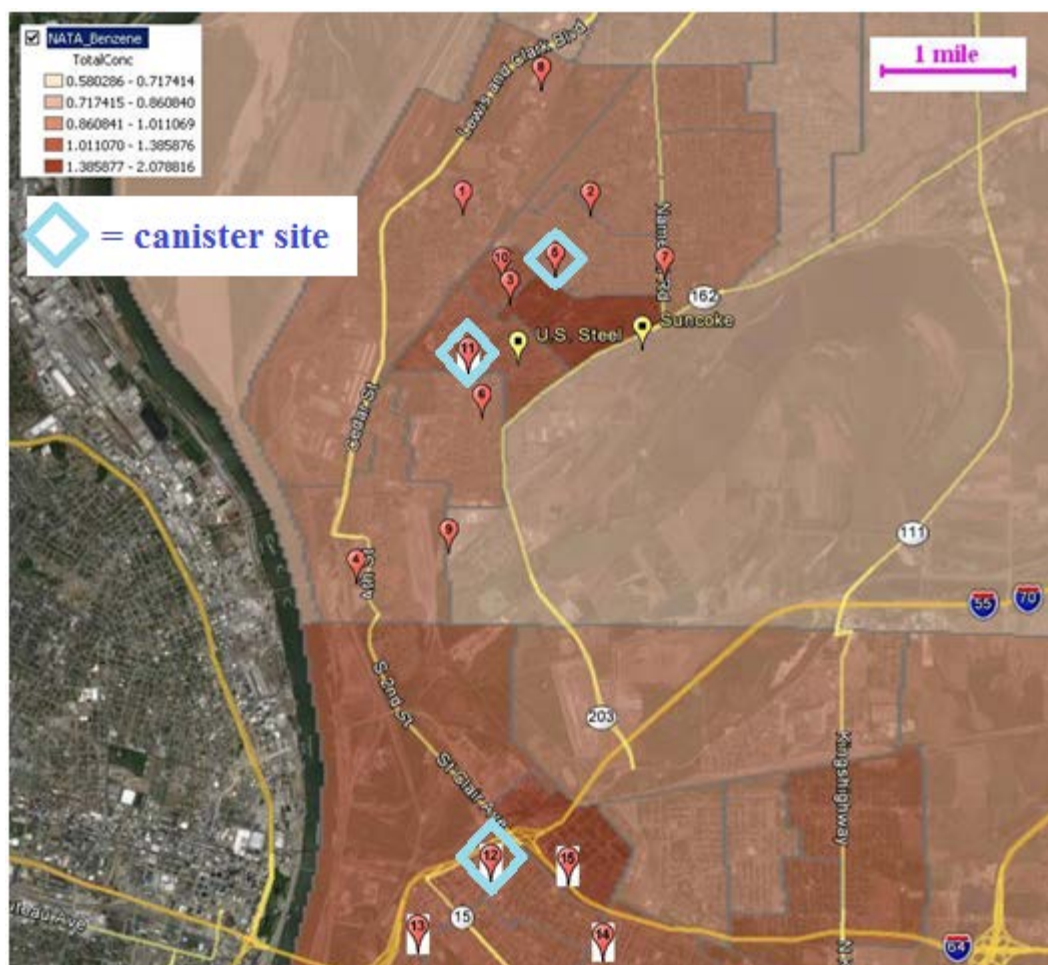 NATA_Benzene
TotalConc
0.580286 - 0.717414
0.717415 - 0.860840
0.860841 - 1.011069
1.011070 - 1.385876
1.385877 - 2.078816
1 mile
= canister site
Lewis and Clark Blvd
8
1
2
Nameoki Rd
10
5
7
3
162
U.S. Steel
Suncoke
11
6
Cedar St
9
4
4th St
111
55
70
S 2nd St
203
St Clair Ave
Kingshighway
12
15
13
15
14
64